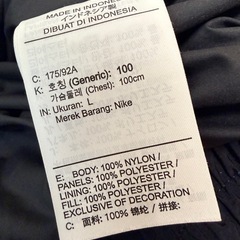 MADE IN INDONESIA
インドネシア製
DIBUAT DI INDONESIA
C: 175/92A
K: 호칭 (Generic): 100
가슴둘레 (Chest): 100cm
IN: Ukuran: L
Merek Barang: Nike
E: BODY: 100% NYLON /
PANELS: 100% POLYESTER /
LINING: 100% POLYESTER /
FILL: 100% POLYESTER /
EXCLUSIVE OF DECORATION
C: 面料: 100% 锦纶 / 拼接: